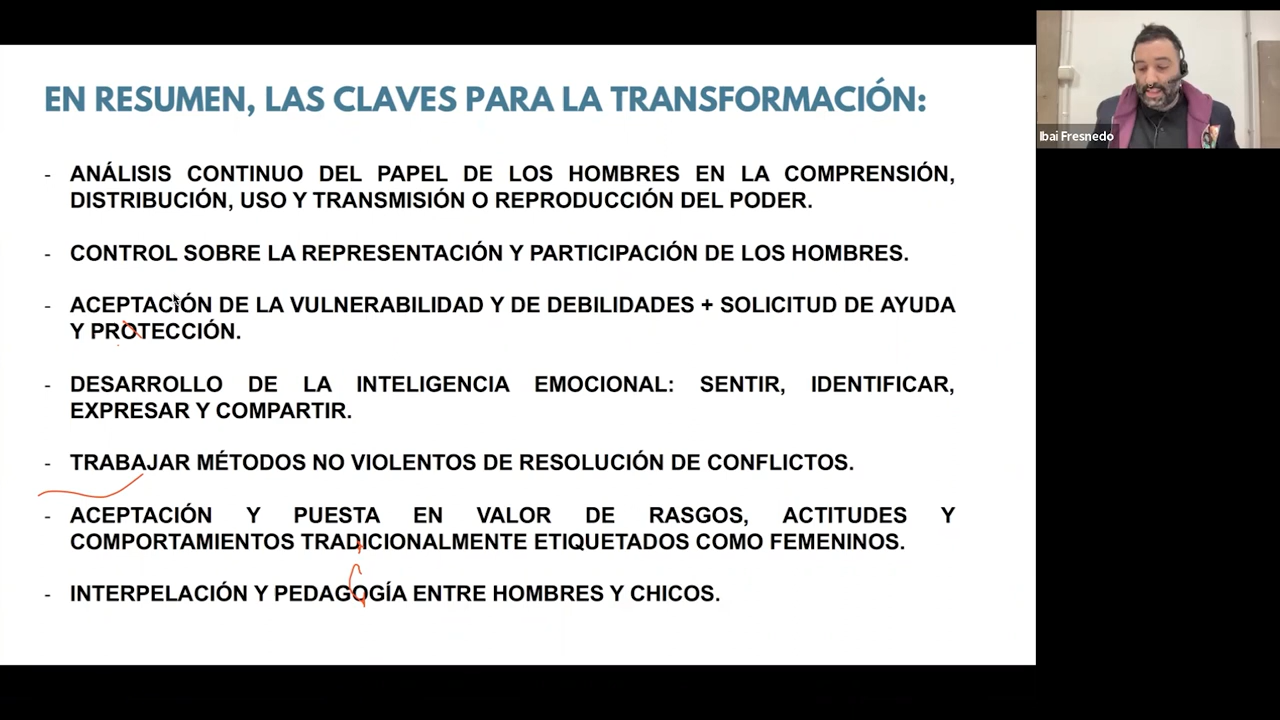 EN RESUMEN, LAS CLAVES PARA LA TRANSFORMACIÓN:
- ANÁLISIS CONTINUO DEL PAPEL DE LOS HOMBRES EN LA COMPRENSIÓN,
DISTRIBUCIÓN, USO Y TRANSMISIÓN O REPRODUCCIÓN DEL PODER.
- CONTROL SOBRE LA REPRESENTACIÓN Y PARTICIPACIÓN DE LOS HOMBRES.
- ACEPTACIÓN DE LA VULNERABILIDAD Y DE DEBILIDADES + SOLICITUD DE AYUDA
Y PROTECCIÓN.
- DESARROLLO DE LA INTELIGENCIA EMOCIONAL: SENTIR, IDENTIFICAR,
EXPRESAR Y COMPARTIR.
- TRABAJAR MÉTODOS NO VIOLENTOS DE RESOLUCIÓN DE CONFLICTOS.
- ACEPTACIÓN Y PUESTA EN VALOR DE RASGOS, ACTITUDES Y
COMPORTAMIENTOS TRADICIONALMENTE ETIQUETADOS COMO FEMENINOS.
- INTERPELACIÓN Y PEDAGOGÍA ENTRE HOMBRES Y CHICOS.
Ibai Fresnedo